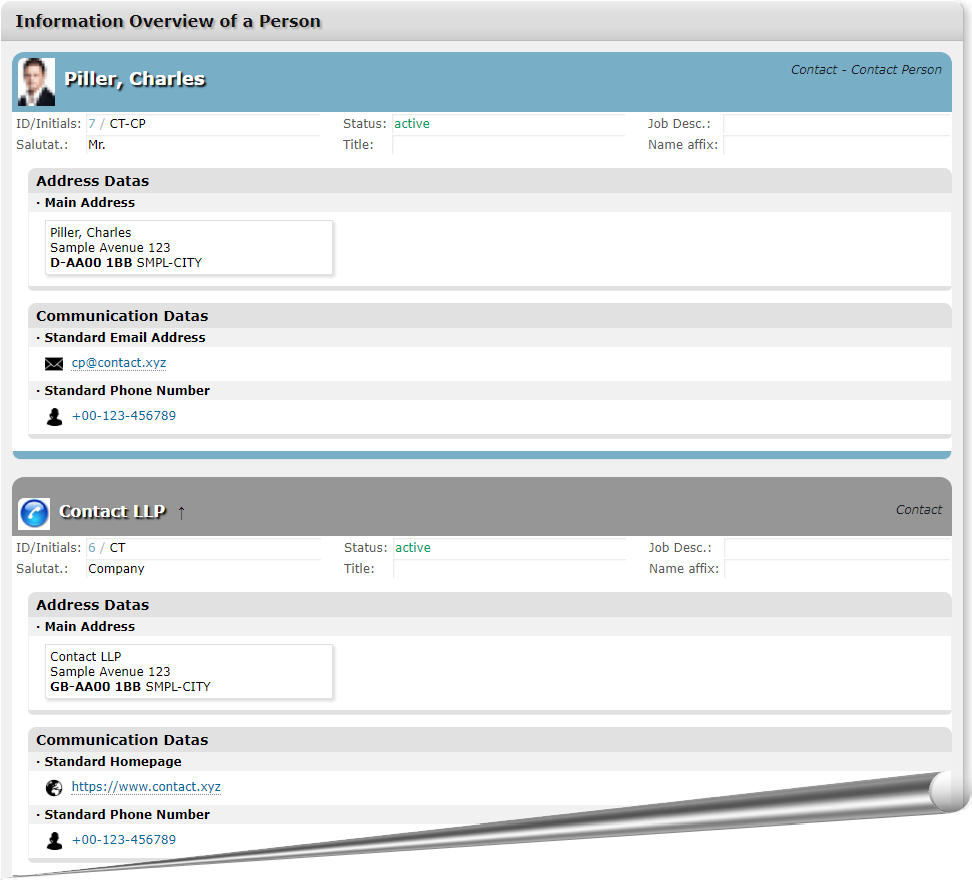 Information Overview of a Person
Piller, Charles
Contact - Contact Person
ID/Initials: 7 / CT-CP Status: active Job Desc.:
Salutat.: Mr. Title: Name affix:
Address Datas
· Main Address
Piller, Charles
Sample Avenue 123
D-AA00 1BB SMPL-CITY
Communication Datas
· Standard Email Address
cp@contact.xyz
· Standard Phone Number
+00-123-456789
Contact LLP ↑
Contact
ID/Initials: 6 / CT Status: active Job Desc.:
Salutat.: Company Title: Name affix:
Address Datas
· Main Address
Contact LLP
Sample Avenue 123
GB-AA00 1BB SMPL-CITY
Communication Datas
· Standard Homepage
https://www.contact.xyz
· Standard Phone Number
+00-123-456789